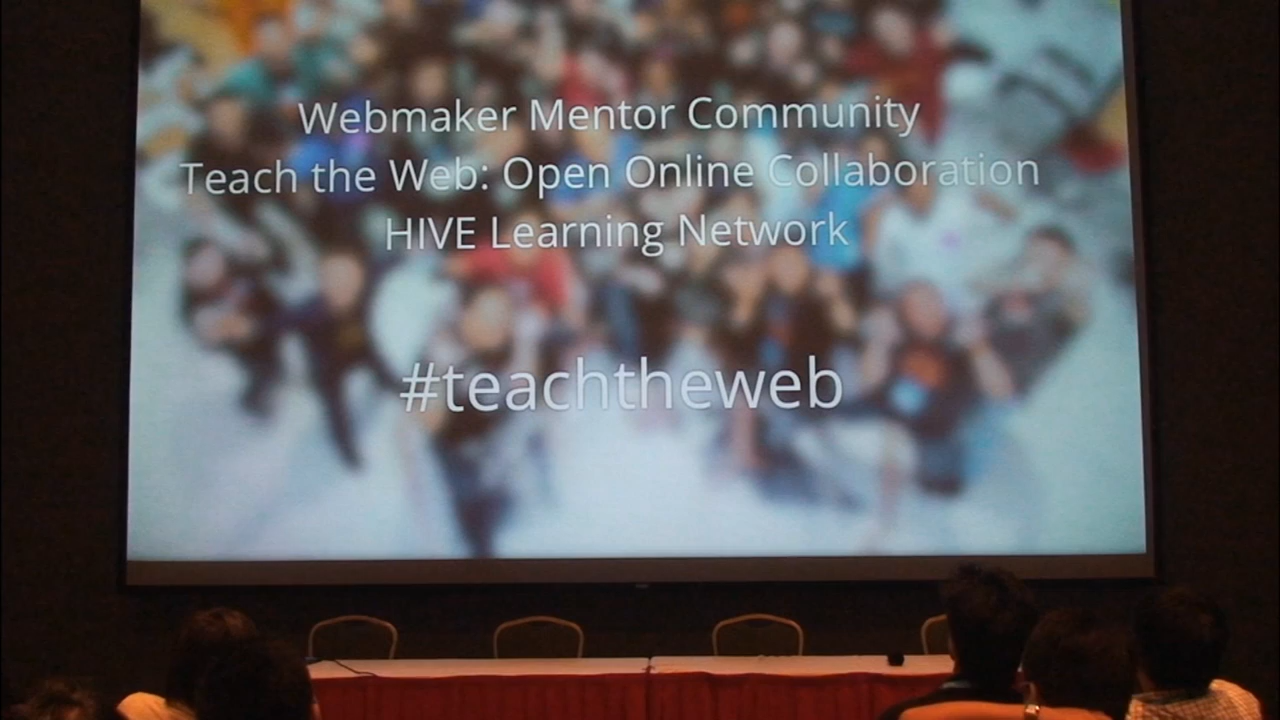 Webmaker Mentor Community
Teach the Web: Open Online Collaboration
HIVE Learning Network
#teachtheweb